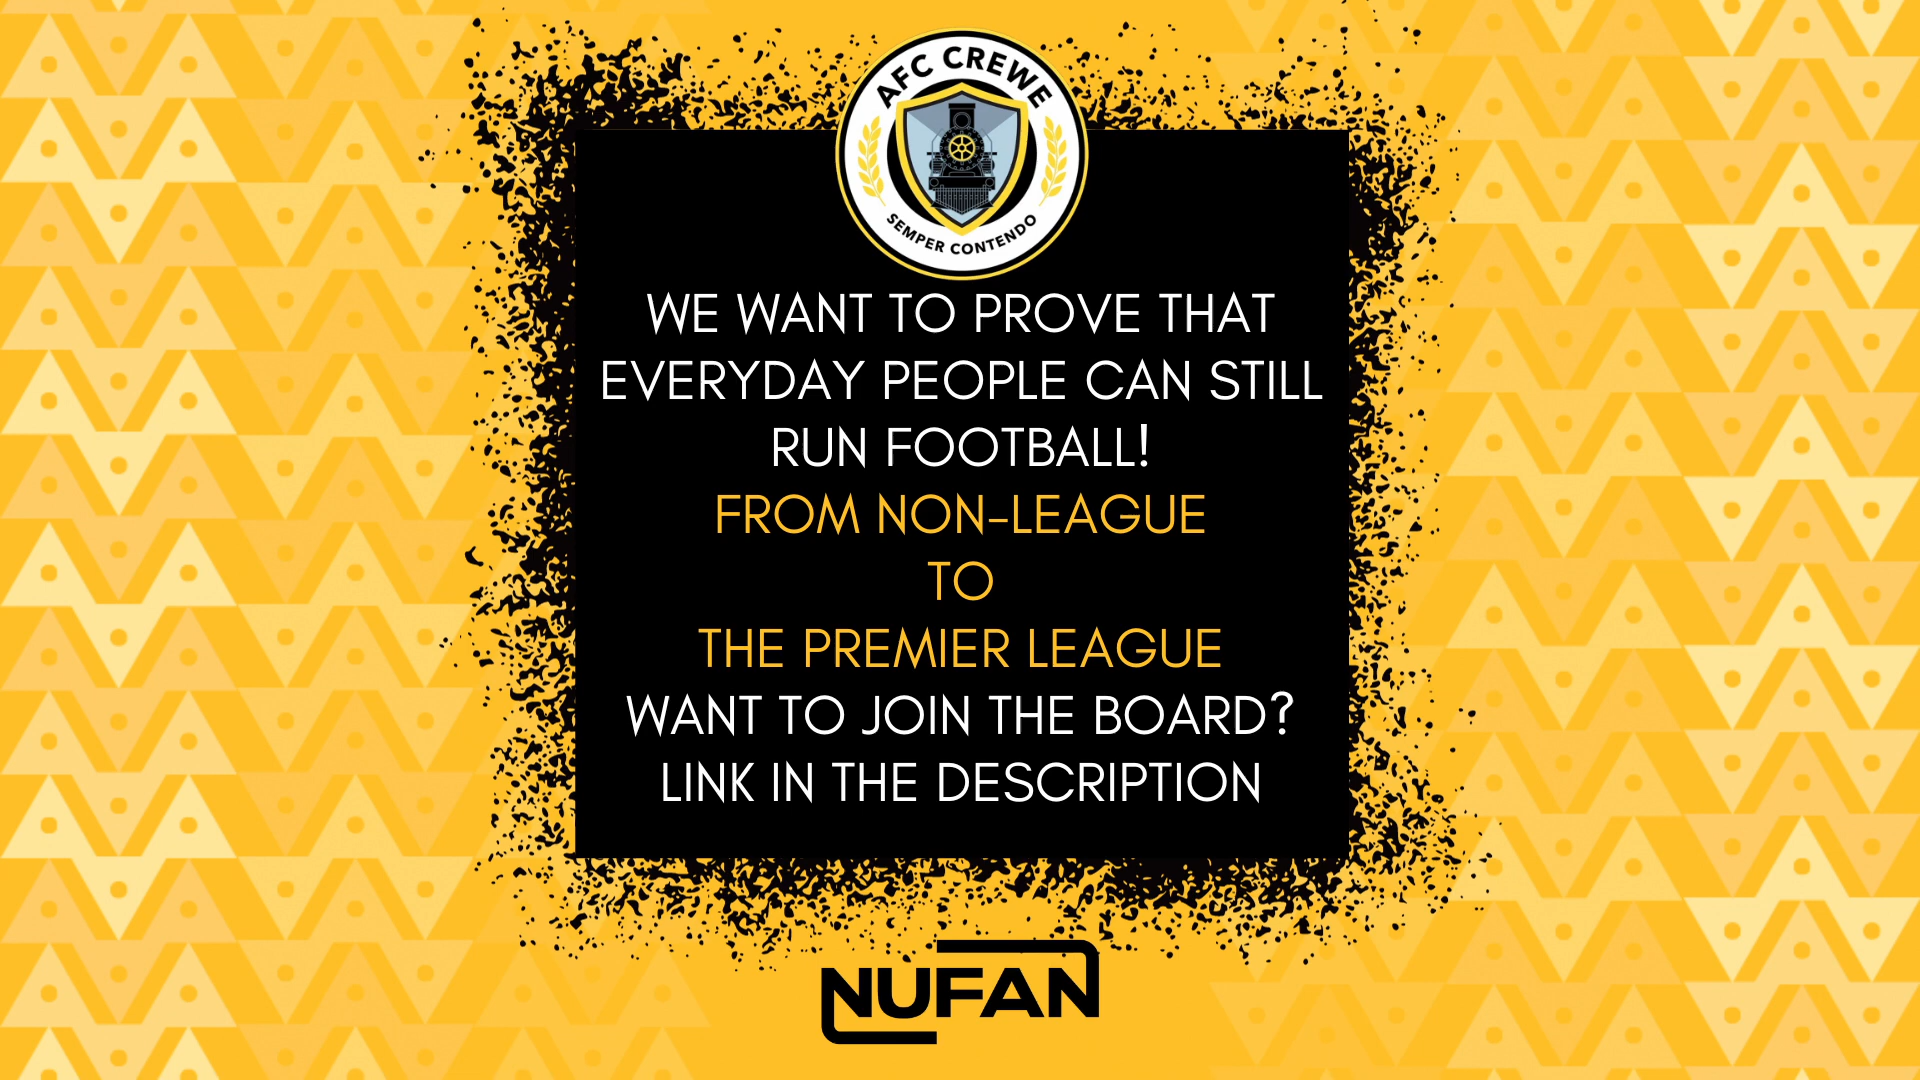 AFC CREWE
SEMPER CONTENDO
WE WANT TO PROVE THAT
EVERYDAY PEOPLE CAN STILL
RUN FOOTBALL!
FROM NON-LEAGUE
TO
THE PREMIER LEAGUE
WANT TO JOIN THE BOARD?
LINK IN THE DESCRIPTION
NUFAN